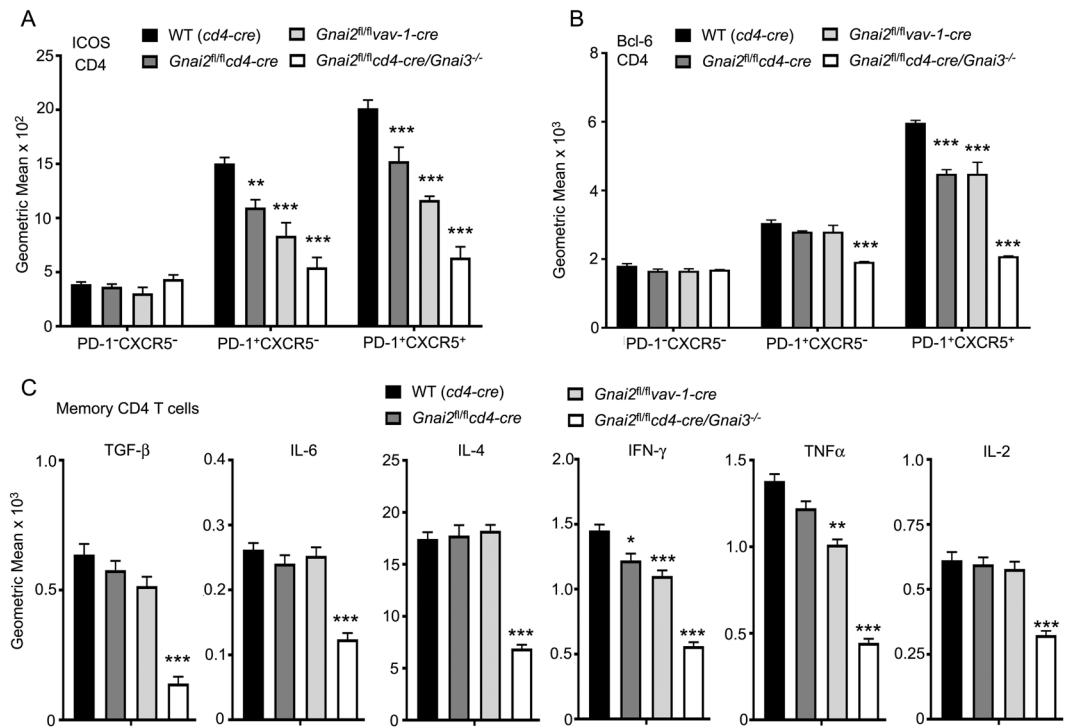 A
ICOS
CD4
WT (cd4-cre)
Gnai2fl/flvav-1-cre
Gnai2fl/flcd4-cre
Gnai2fl/flcd4-cre/Gnai3-/-
Geometric Mean x 10²
25
20
15
10
5
0
**
***
***
***
***
***
PD-1⁻CXCR5⁻
PD-1⁺CXCR5⁻
PD-1⁺CXCR5⁺
B
Bcl-6
CD4
WT (cd4-cre)
Gnai2fl/flvav-1-cre
Gnai2fl/flcd4-cre
Gnai2fl/flcd4-cre/Gnai3-/-
Geometric Mean x 10³
8
6
4
2
0
***
***
***
***
PD-1⁻CXCR5⁻
PD-1⁺CXCR5⁻
PD-1⁺CXCR5⁺
C
Memory CD4 T cells
WT (cd4-cre)
Gnai2fl/flvav-1-cre
Gnai2fl/flcd4-cre
Gnai2fl/flcd4-cre/Gnai3-/-
Geometric Mean x 10³
TGF-β
1.0
0.5
0
***
IL-6
0.4
0.3
0.2
0.1
0.0
***
IL-4
25
20
15
17
10
5
0
***
IFN-γ
2.0
1.5
1.0
0.5
0
*
***
***
TNFα
1.5
1.0
0.5
0
**
***
IL-2
1.0
0.75
0.5
0.25
0
***